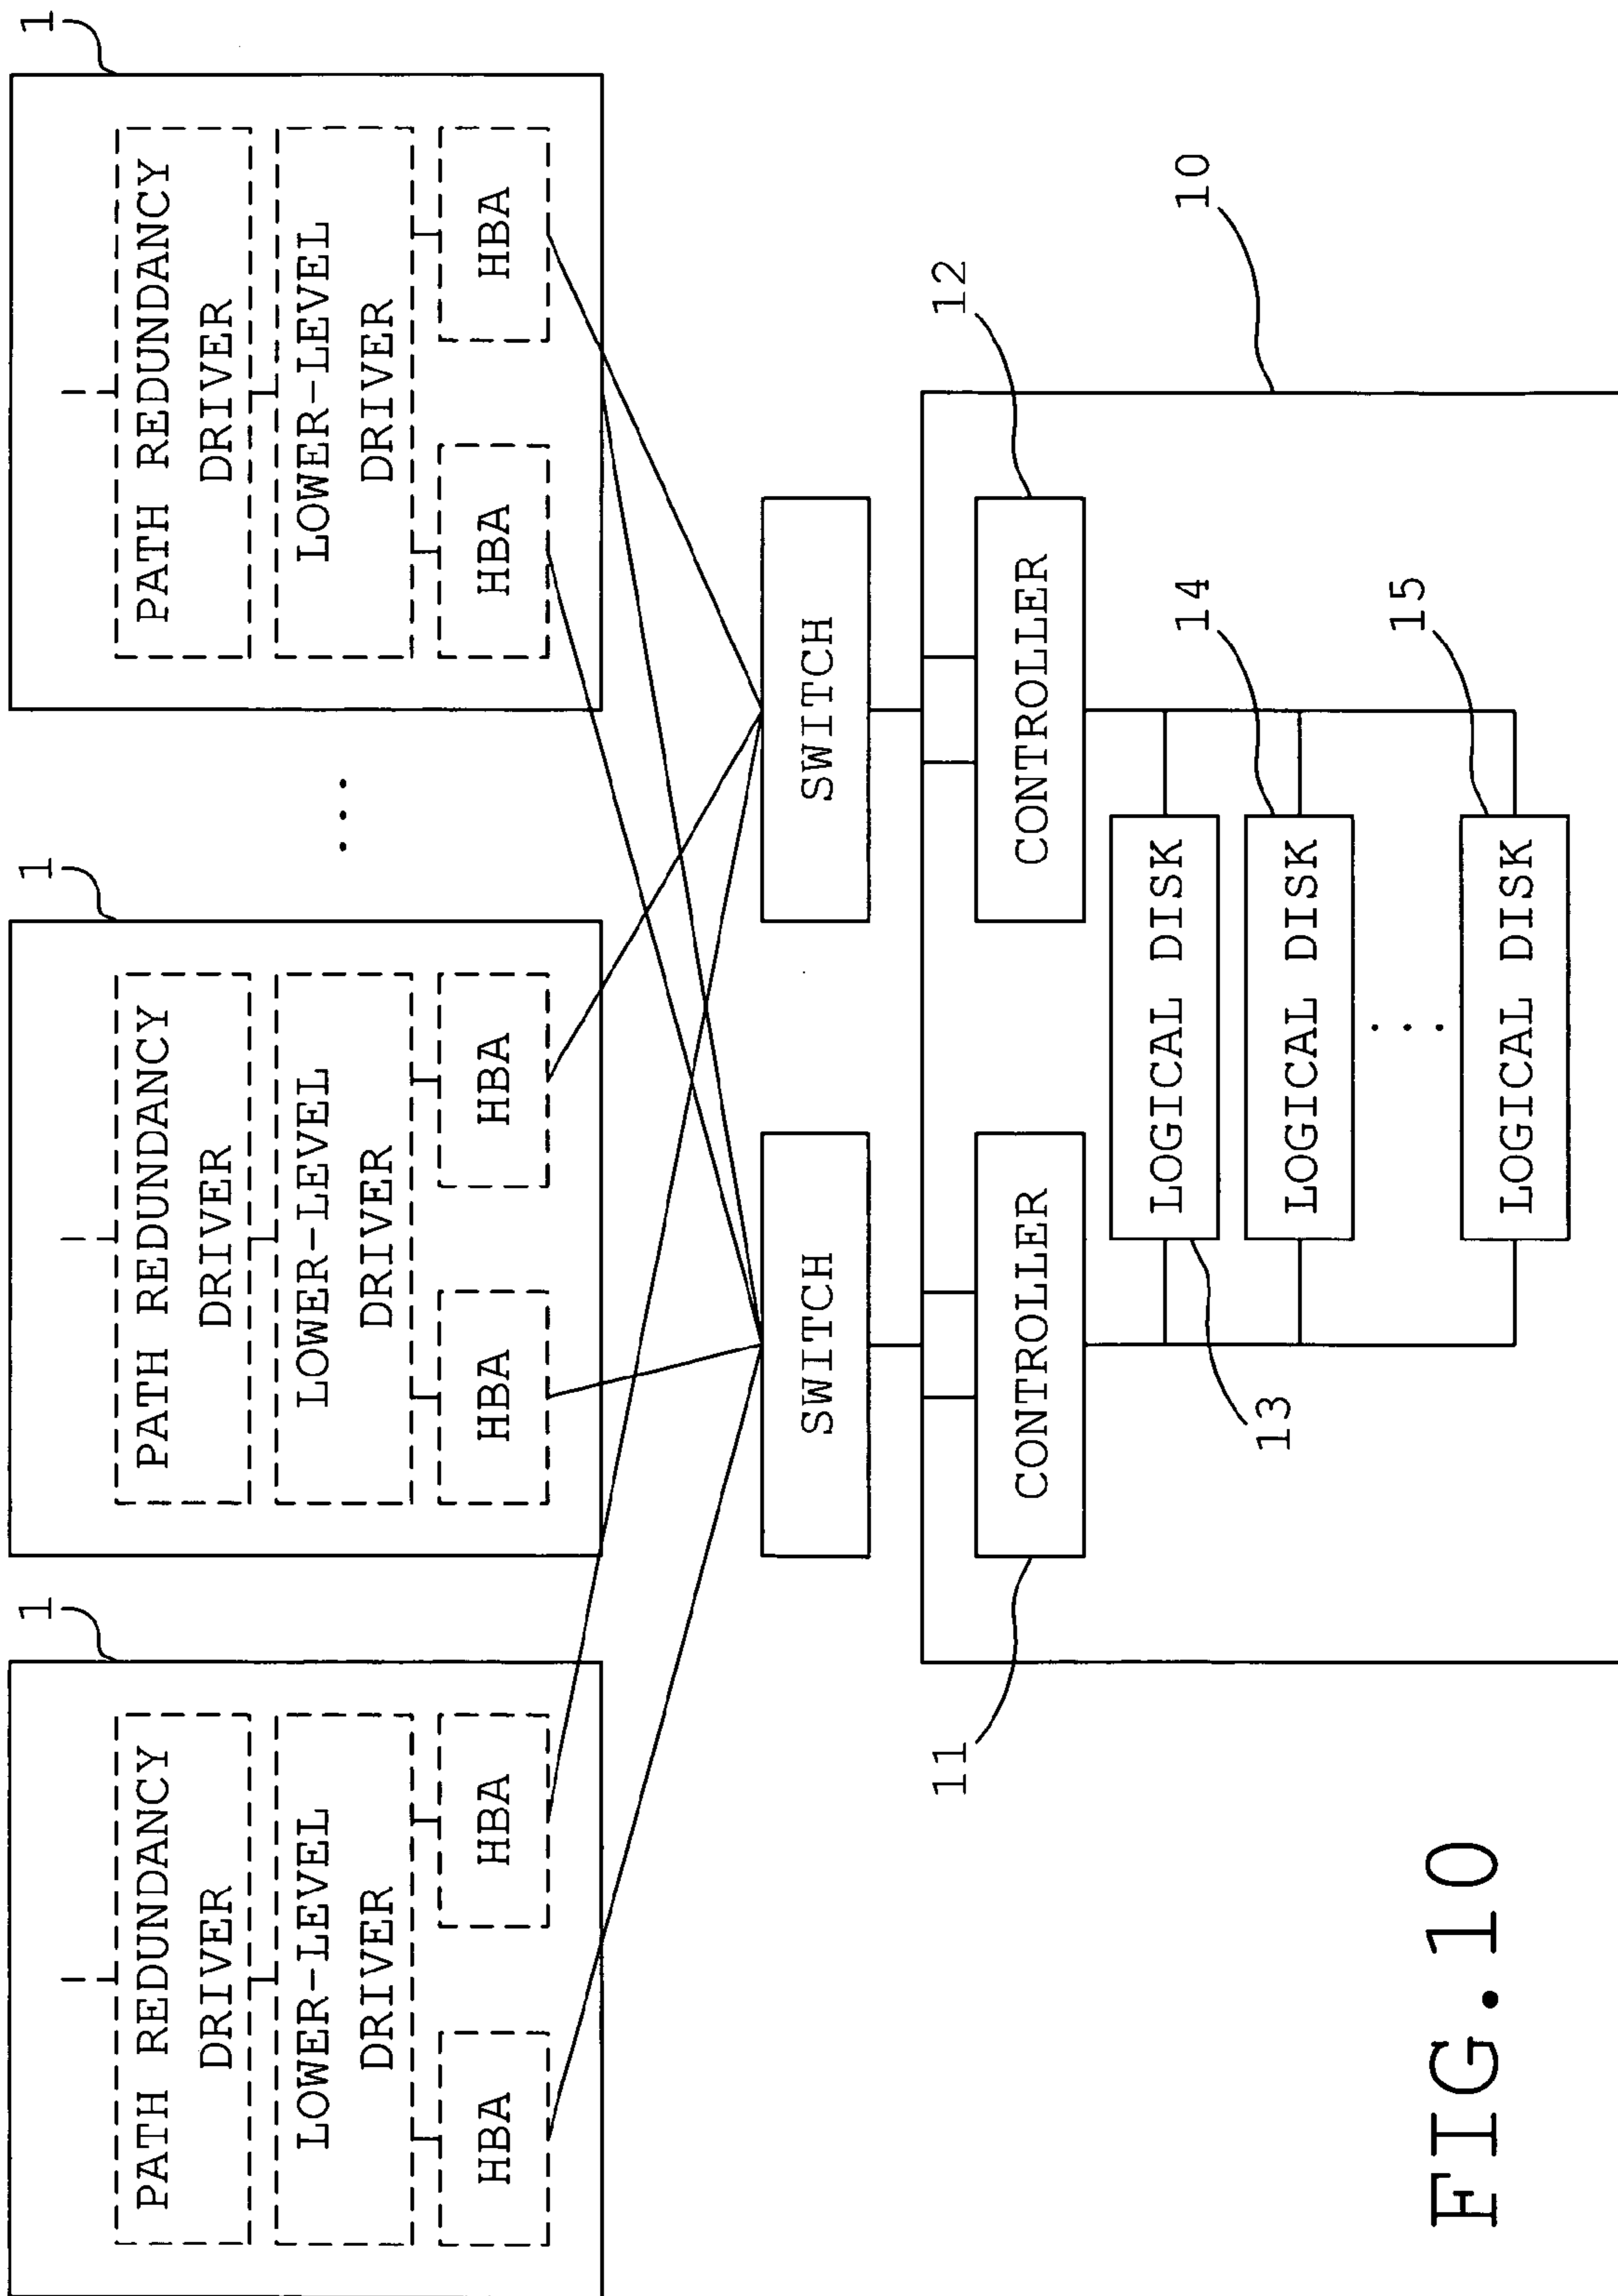 1
PATH REDUNDANCY
DRIVER
LOWER-LEVEL
DRIVER
HBA
HBA
1
PATH REDUNDANCY
DRIVER
LOWER-LEVEL
DRIVER
HBA
HBA
...
1
PATH REDUNDANCY
DRIVER
LOWER-LEVEL
DRIVER
HBA
HBA
SWITCH
SWITCH
11
CONTROLLER
12
CONTROLLER
10
13
LOGICAL DISK
14
LOGICAL DISK
...
15
LOGICAL DISK
FIG.10